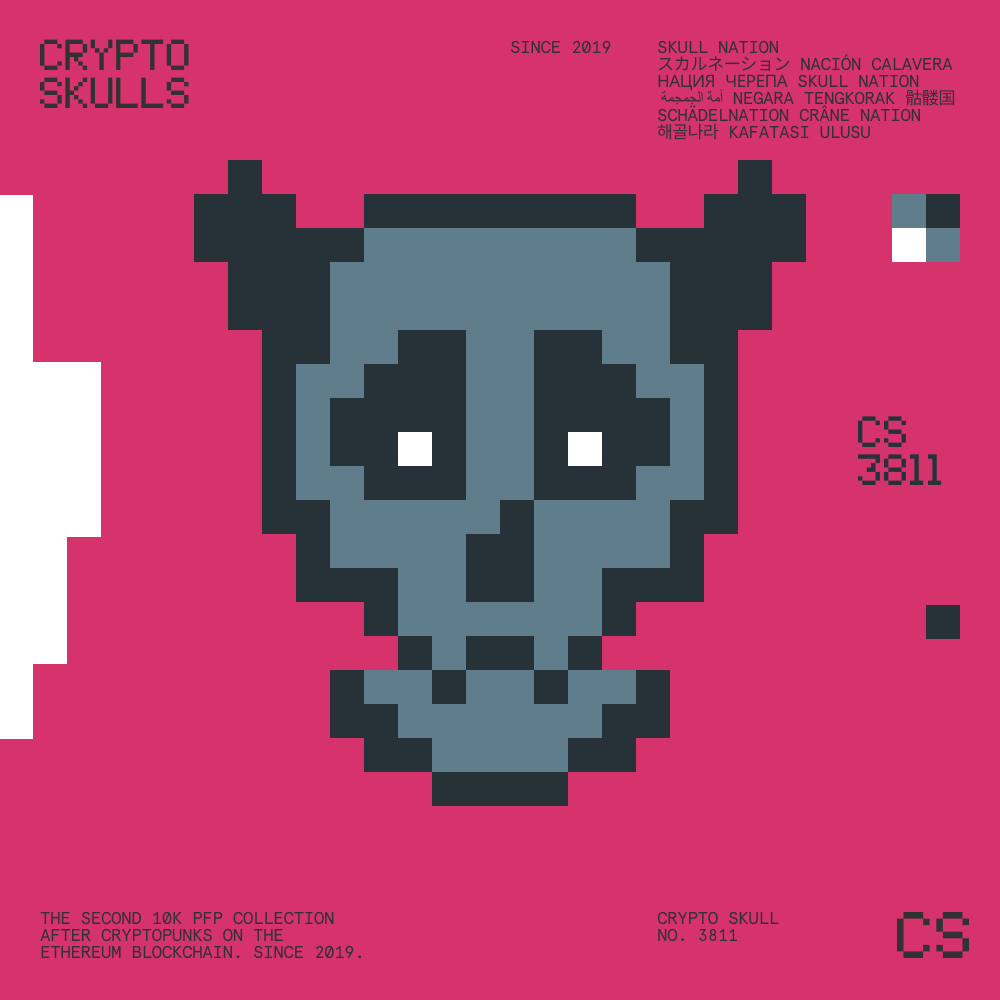 CRYPTO
SKULLS
SINCE 2019
SKULL NATION
スカルネーション NACIÓN CALAVERA
НАЦИЯ ЧЕРЕПА SKULL NATION
أمة الجمجمة NEGARA TENGKORAK 骷髅国
SCHÄDELNATION CRÂNE NATION
해골나라 KAFATASI ULUSU
CS
3811
THE SECOND 10K PFP COLLECTION
AFTER CRYPTOPUNKS ON THE
ETHEREUM BLOCKCHAIN. SINCE 2019.
CRYPTO SKULL
NO. 3811
CS